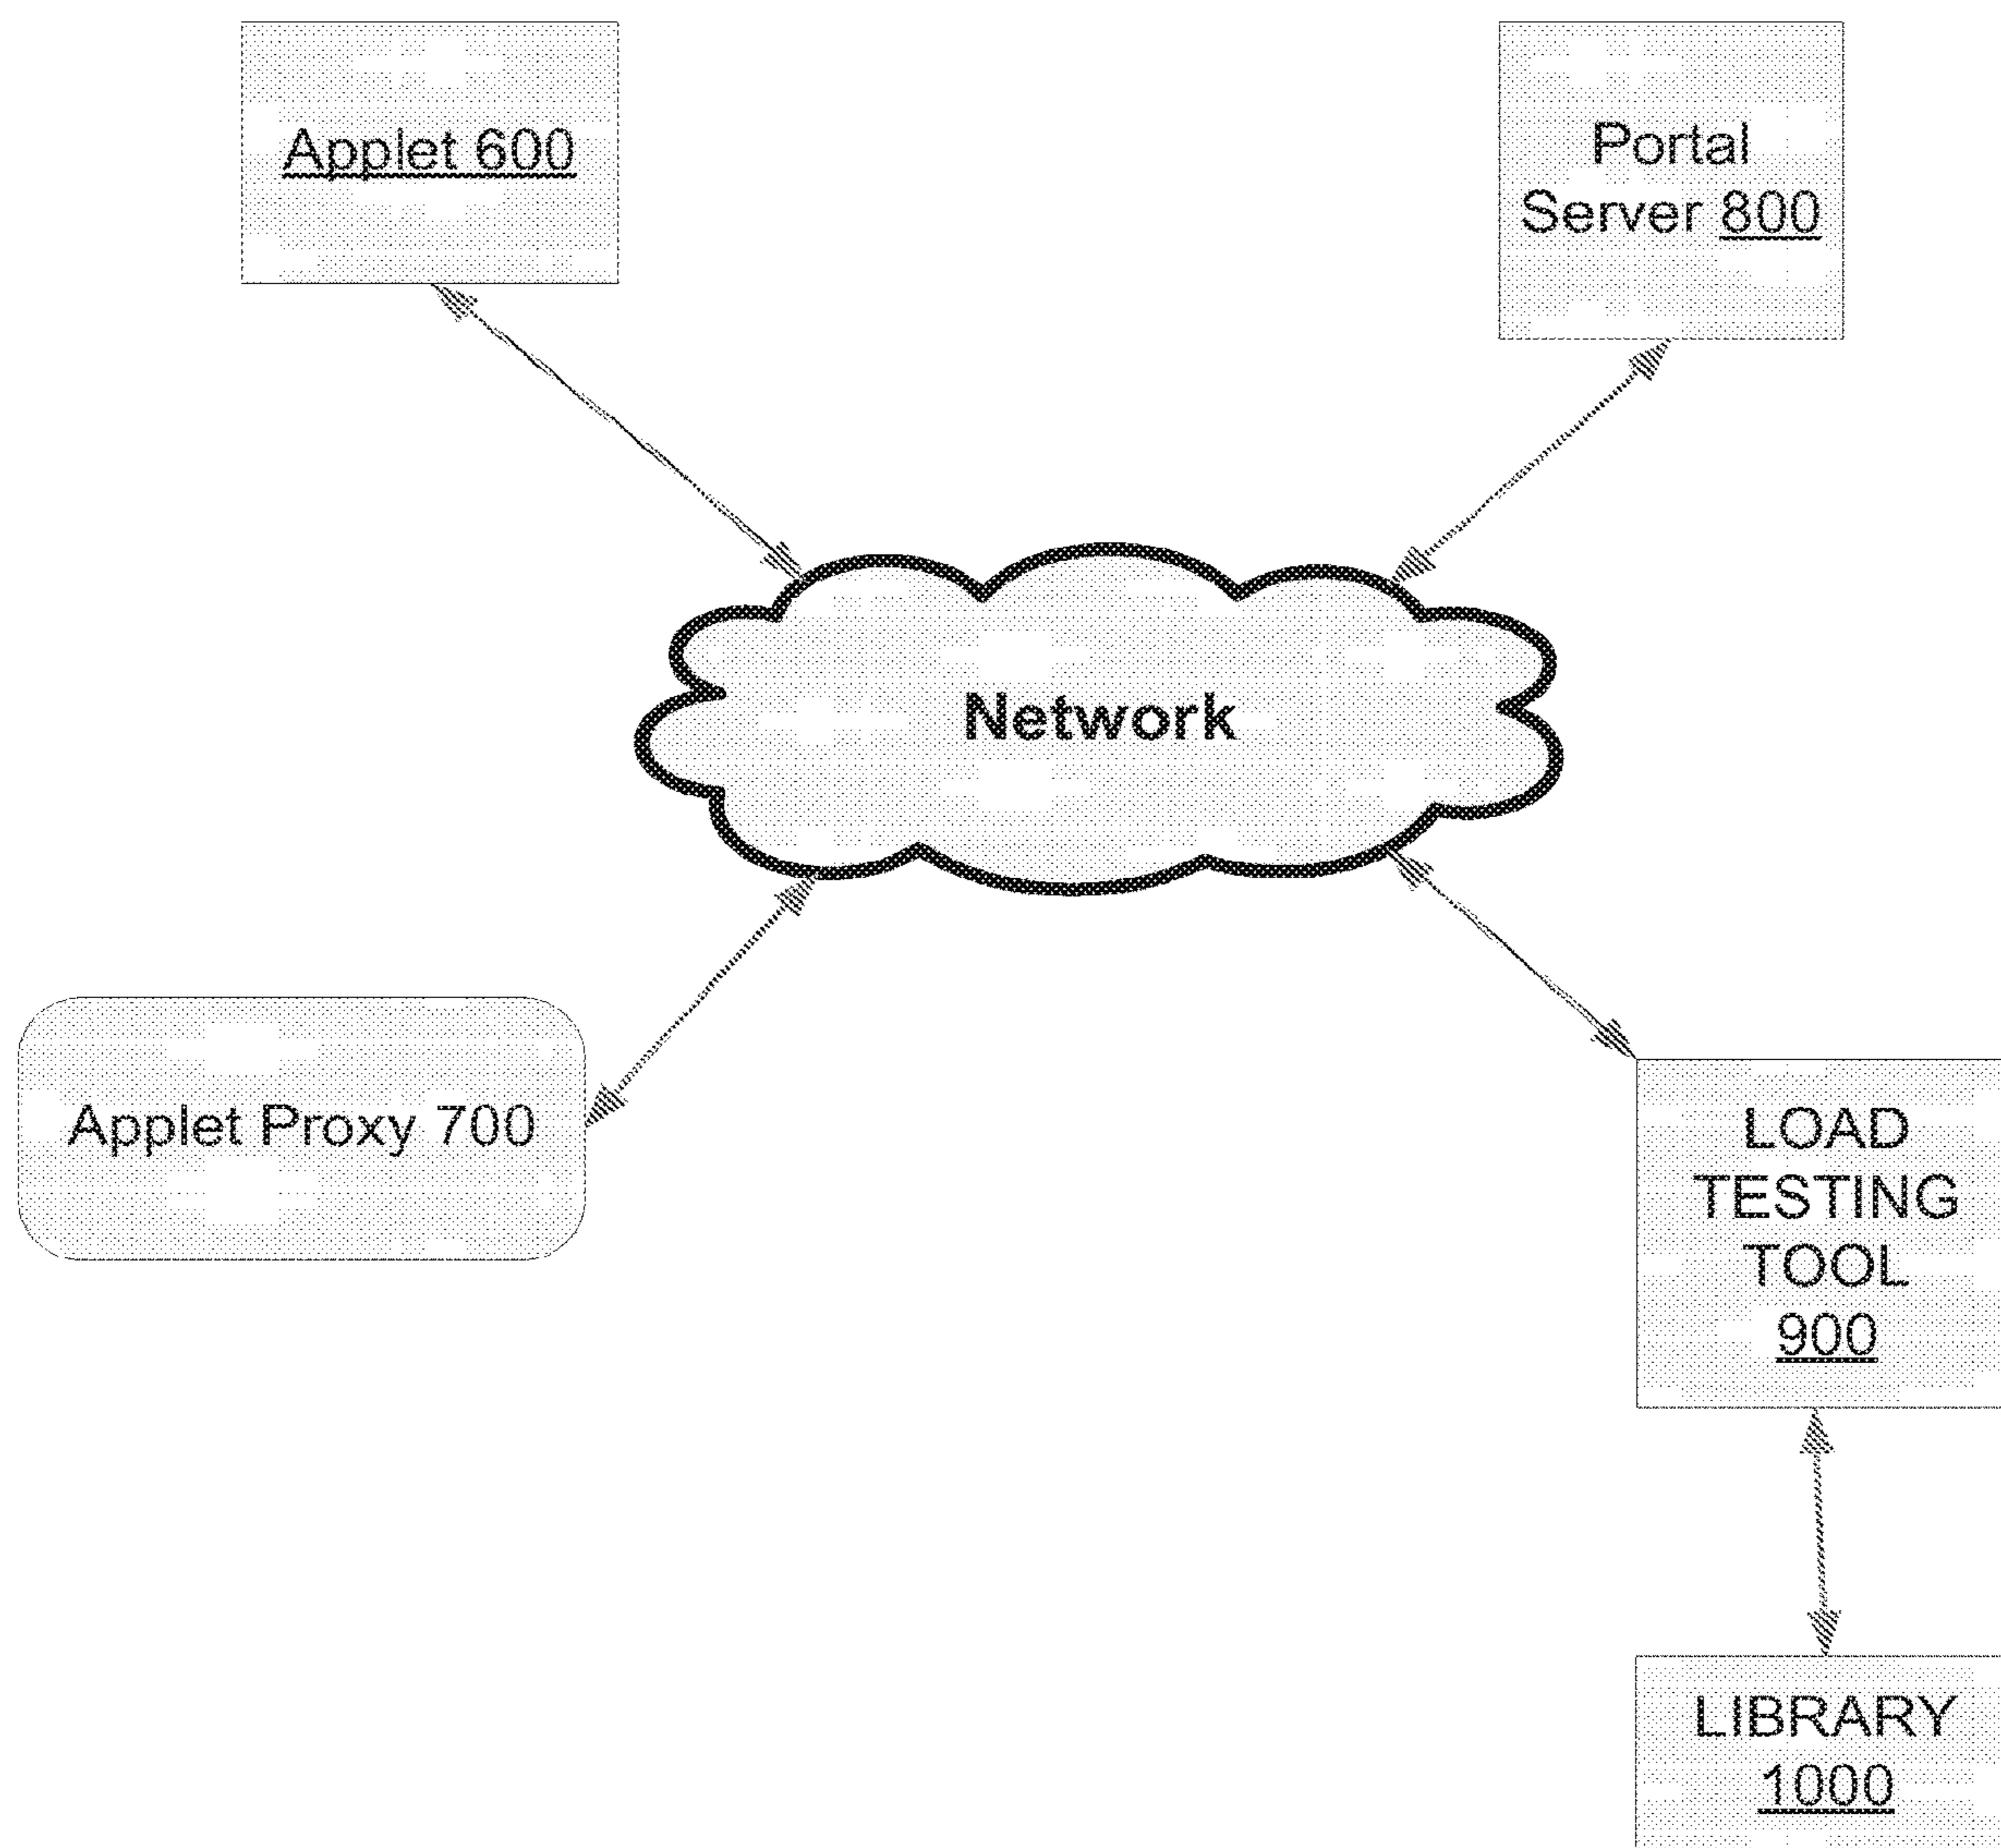 Applet 600
Portal
Server 800
Network
Applet Proxy 700
LOAD
TESTING
TOOL
900
LIBRARY
1000